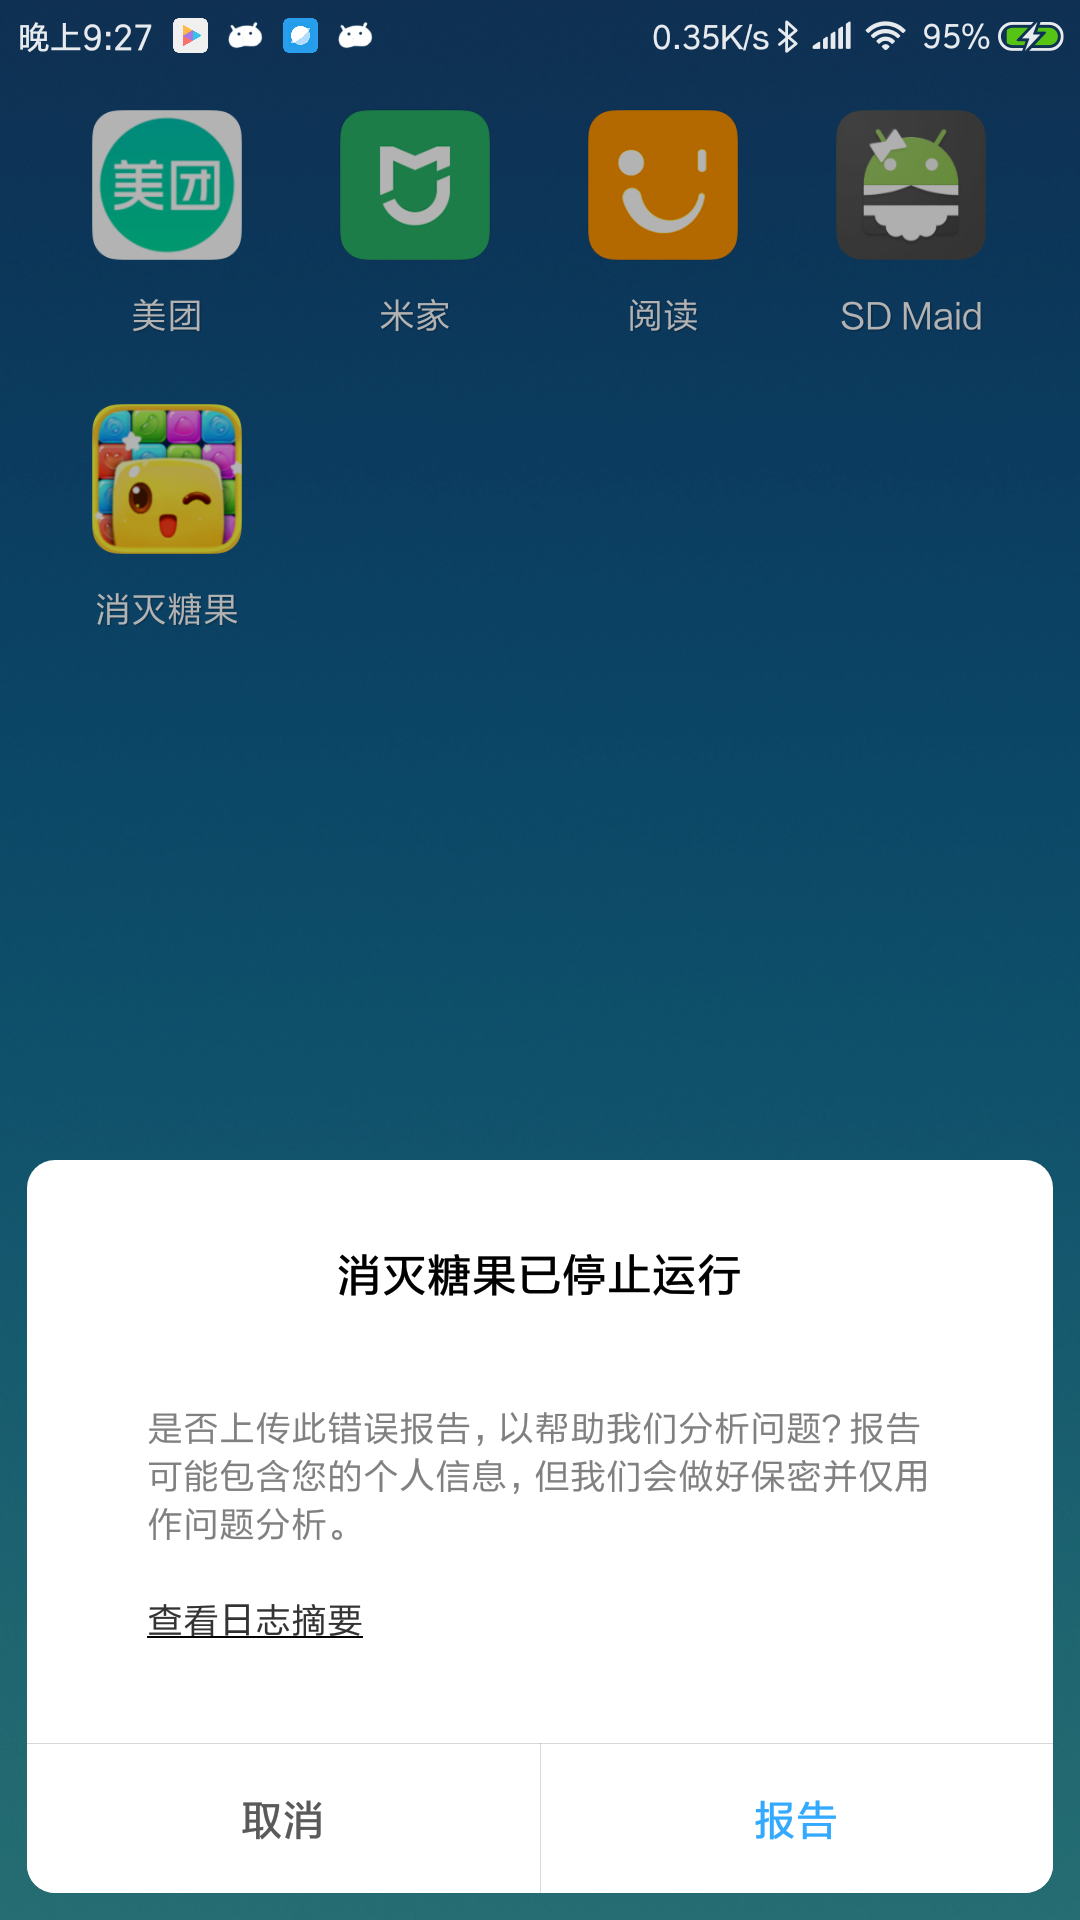 晚上9:27 0.35K/s 95%
美团
美团 米家 阅读 SD Maid
消灭糖果
消灭糖果已停止运行
是否上传此错误报告，以帮助我们分析问题？报告
可能包含您的个人信息，但我们会做好保密并仅用
作问题分析。
查看日志摘要
取消 报告